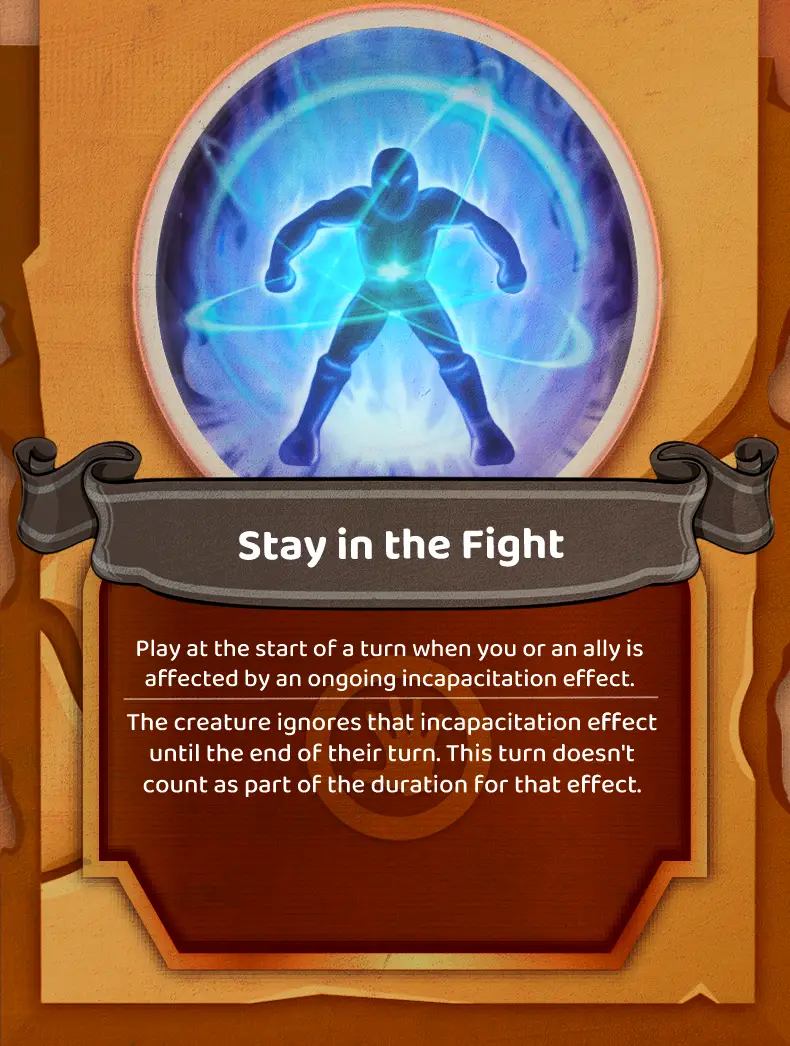 Stay in the Fight
Play at the start of a turn when you or an ally is
affected by an ongoing incapacitation effect.
The creature ignores that incapacitation effect
until the end of their turn. This turn doesn't
count as part of the duration for that effect.